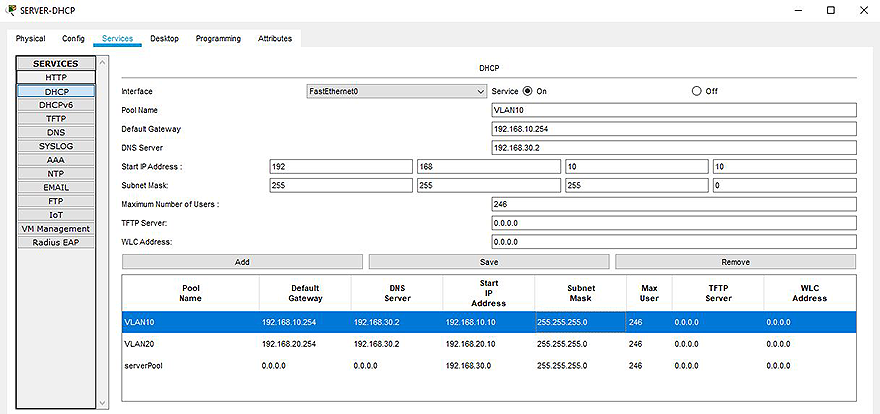 SERVER-DHCP
Physical Config Services Desktop Programming Attributes
SERVICES
HTTP
DHCP
DHCPv6
TFTP
DNS
SYSLOG
AAA
NTP
EMAIL
FTP
IoT
VM Management
Radius EAP
DHCP
Interface FastEthernet0 Service On Off
Pool Name VLAN10
Default Gateway 192.168.10.254
DNS Server 192.168.30.2
Start IP Address : 192 168 10 10
Subnet Mask: 255 255 255 0
Maximum Number of Users : 246
TFTP Server: 0.0.0.0
WLC Address: 0.0.0.0
Add Save Remove
Pool Name Default Gateway DNS Server Start IP Address Subnet Mask Max User TFTP Server WLC Address
VLAN10 192.168.10.254 192.168.30.2 192.168.10.10 255.255.255.0 246 0.0.0.0 0.0.0.0
VLAN20 192.168.20.254 192.168.30.2 192.168.20.10 255.255.255.0 246 0.0.0.0 0.0.0.0
serverPool 0.0.0.0 0.0.0.0 192.168.30.0 255.255.255.0 246 0.0.0.0 0.0.0.0